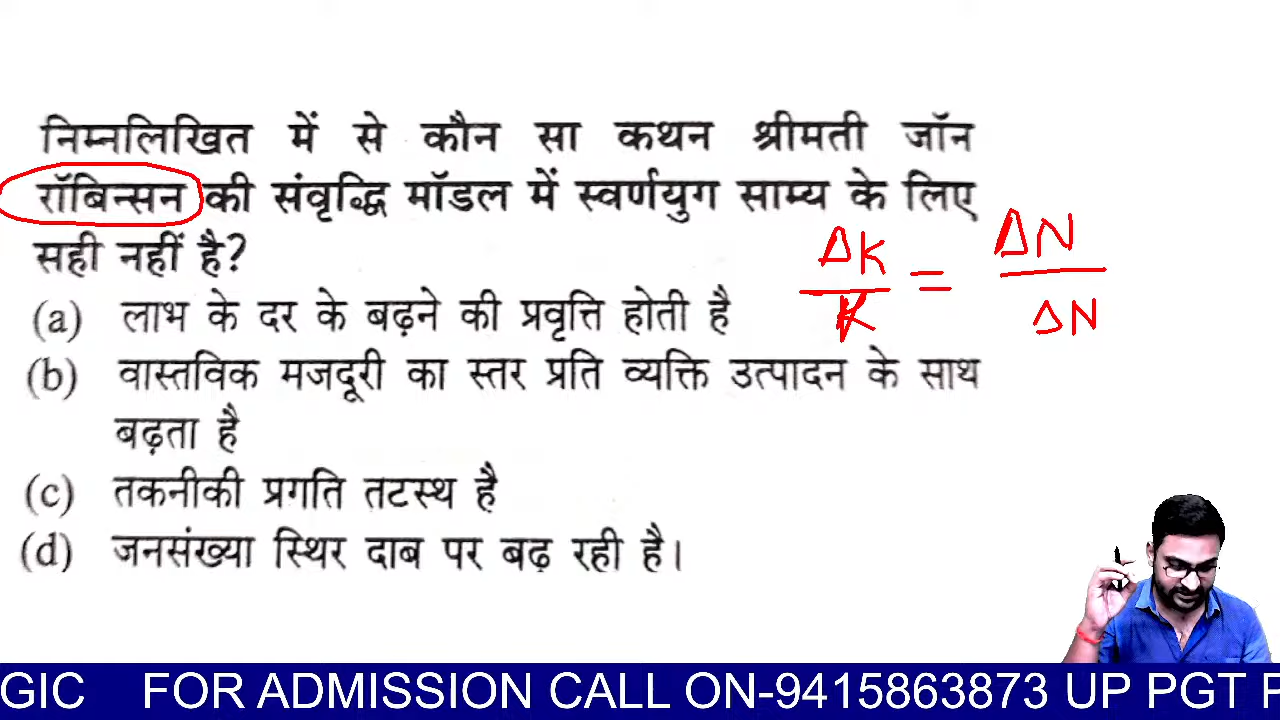 निम्नलिखित में से कौन सा कथन श्रीमती जॉन
रॉबिन्सन की संवृद्धि मॉडल में स्वर्णयुग साम्य के लिए
सही नहीं है?
ΔK/K = ΔN/ΔN
(a) लाभ के दर के बढ़ने की प्रवृत्ति होती है
(b) वास्तविक मजदूरी का स्तर प्रति व्यक्ति उत्पादन के साथ
बढ़ता है
(c) तकनीकी प्रगति तटस्थ है
(d) जनसंख्या स्थिर दाब पर बढ़ रही है।
GIC FOR ADMISSION CALL ON-9415863873 UP PGT